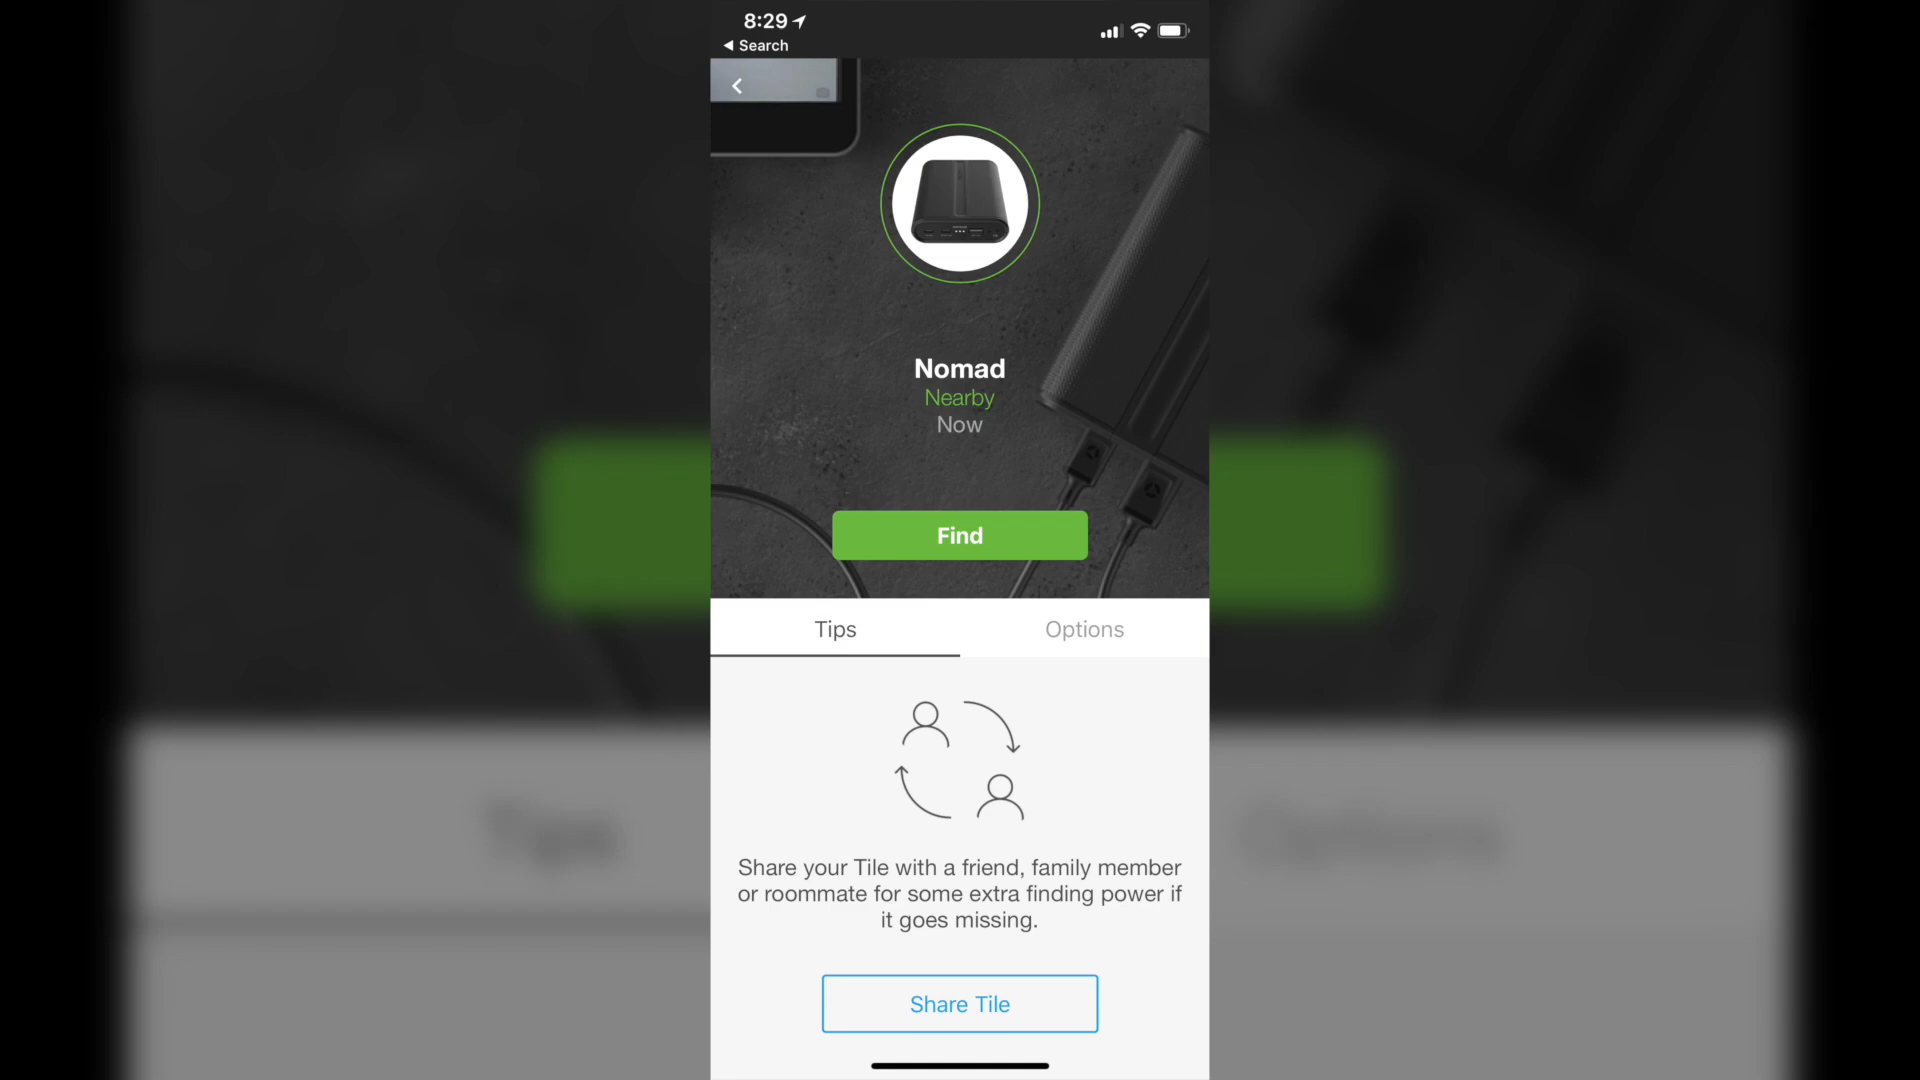 8:29
Search
Nomad
Nearby
Now
Find
Tips
Options
Share your Tile with a friend, family member
or roommate for some extra finding power if
it goes missing.
Share Tile